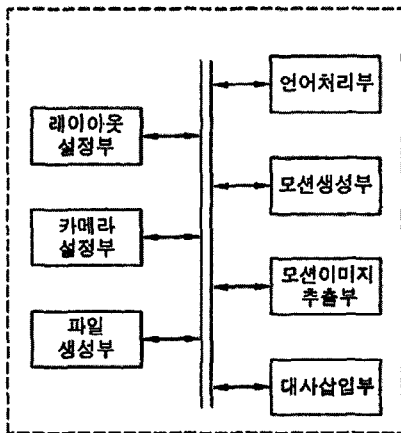 언어처리부
레이아웃
설정부
모션생성부
카메라
설정부
모션이미지
추출부
파일
생성부
대사삽입부